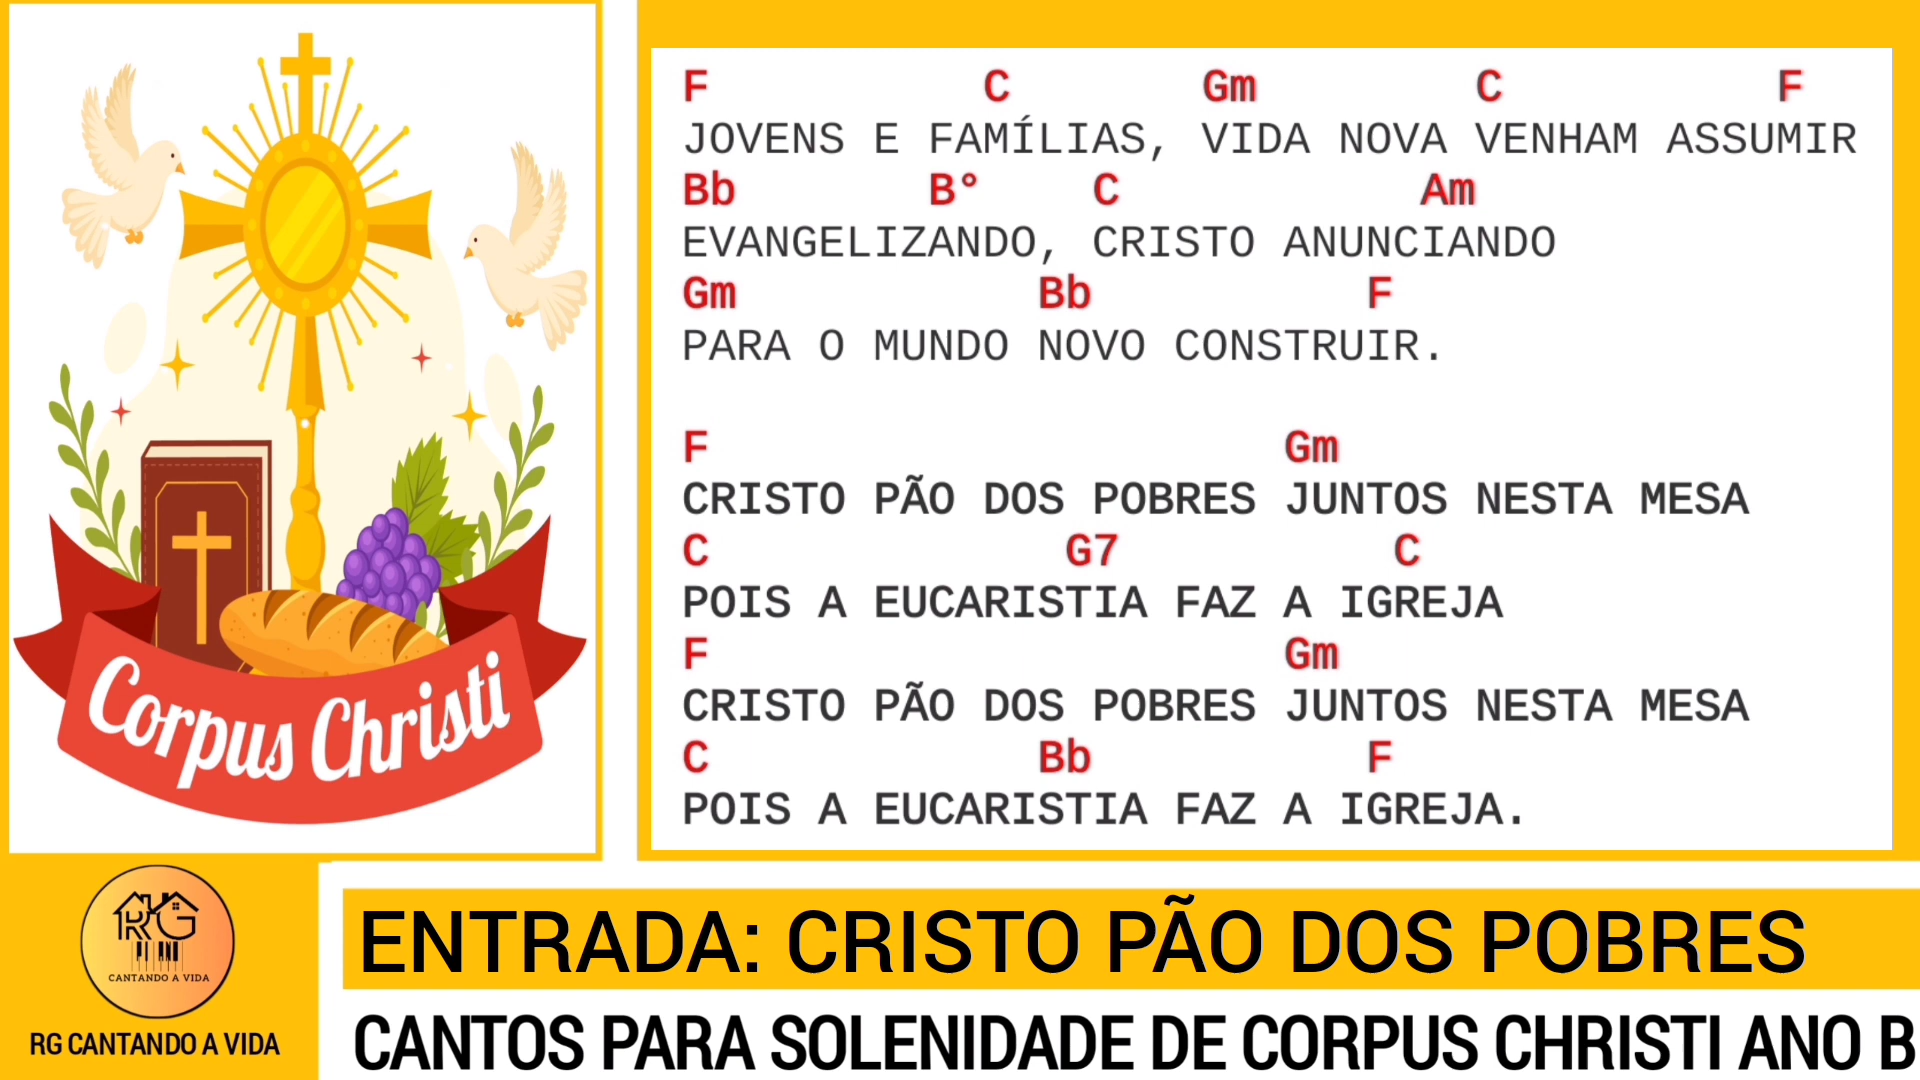 Corpus Christi
RG
CANTANDO A VIDA
RG CANTANDO A VIDA
F C Gm C F
JOVENS E FAMÍLIAS, VIDA NOVA VENHAM ASSUMIR
Bb B° C Am
EVANGELIZANDO, CRISTO ANUNCIANDO
Gm Bb F
PARA O MUNDO NOVO CONSTRUIR.
F Gm
CRISTO PÃO DOS POBRES JUNTOS NESTA MESA
C G7 C
POIS A EUCARISTIA FAZ A IGREJA
F Gm
CRISTO PÃO DOS POBRES JUNTOS NESTA MESA
C Bb F
POIS A EUCARISTIA FAZ A IGREJA.
ENTRADA: CRISTO PÃO DOS POBRES
CANTOS PARA SOLENIDADE DE CORPUS CHRISTI ANO B